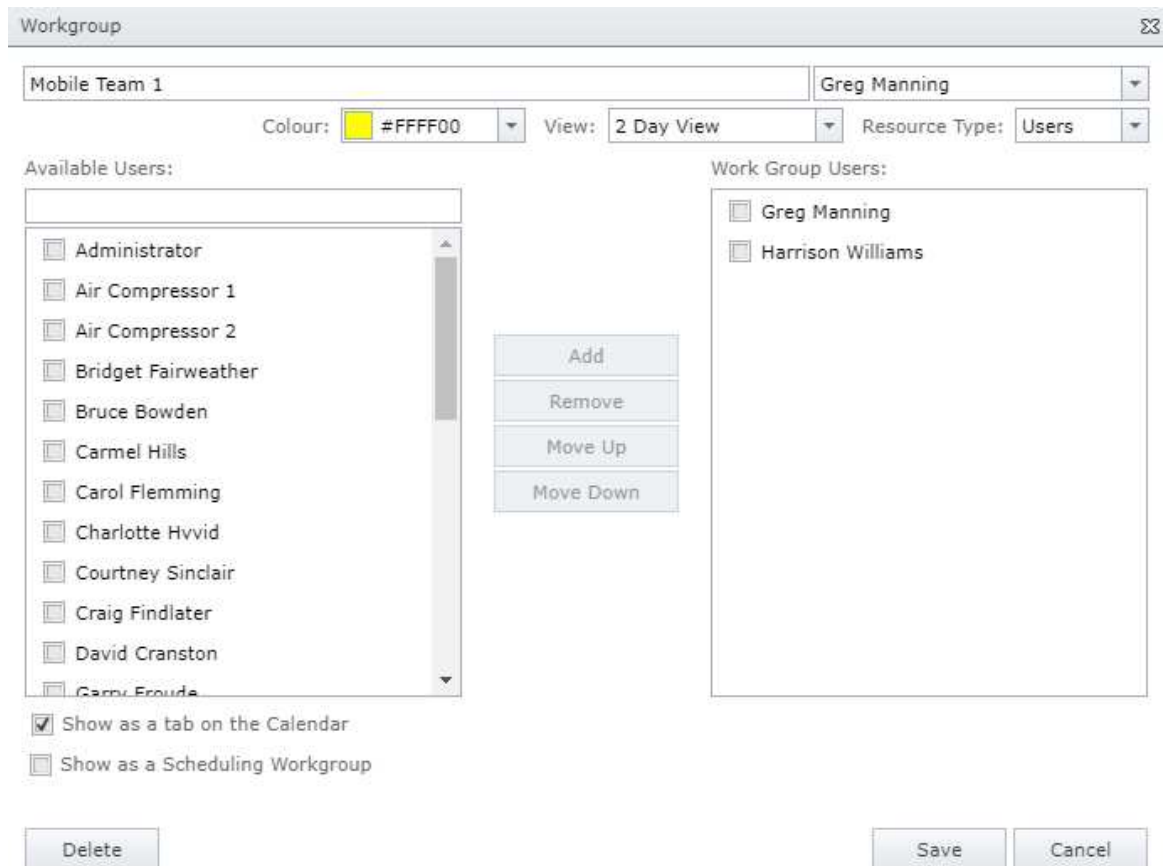 Workgroup
Mobile Team 1 Greg Manning
Colour: #FFFF00 View: 2 Day View Resource Type: Users
Available Users:
Work Group Users:
Administrator
Air Compressor 1
Air Compressor 2
Bridget Fairweather
Bruce Bowden
Carmel Hills
Carol Flemming
Charlotte Hvvid
Courtney Sinclair
Craig Findlater
David Cranston
Garry Froude
Add
Remove
Move Up
Move Down
Greg Manning
Harrison Williams
Show as a tab on the Calendar
Show as a Scheduling Workgroup
Delete Save Cancel